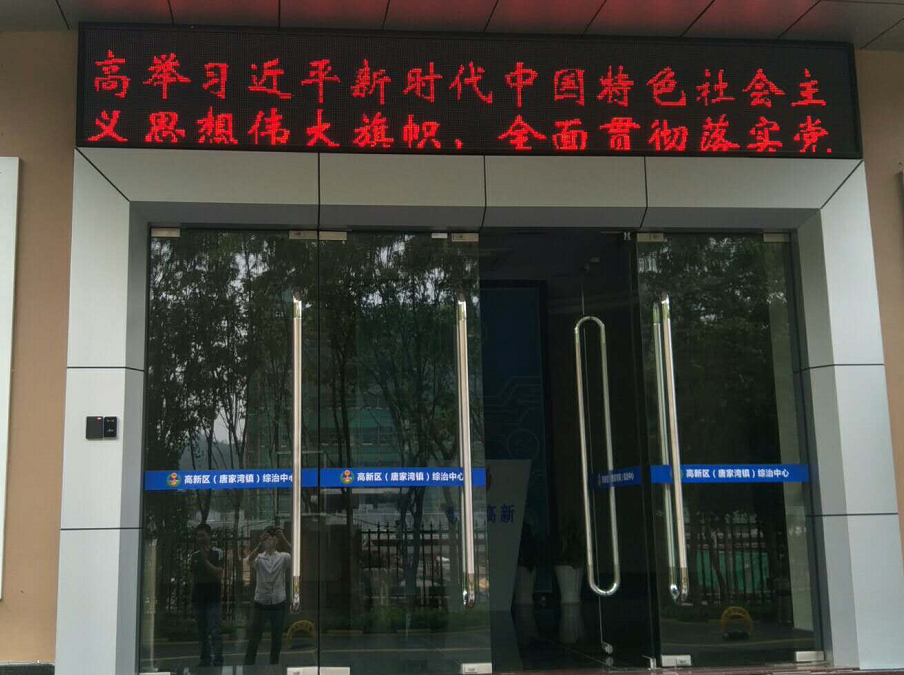 高举习近平新时代中国特色社会主
义思想伟大旗帜、全面贯彻落实党
高新区（唐家湾镇）综治中心
高新区（唐家湾镇）综治中心
高新区（唐家湾镇）综治中心
高新